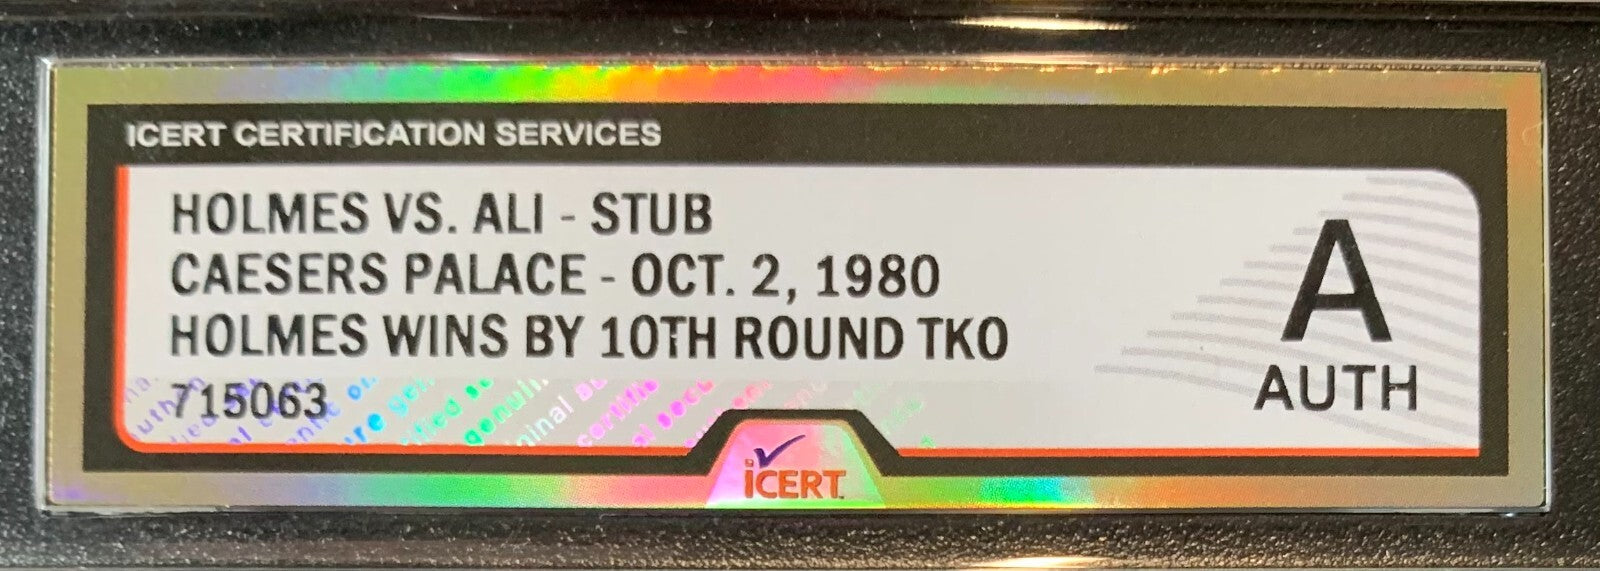 ICERT CERTIFICATION SERVICES
HOLMES VS. ALI - STUB
CAESERS PALACE - OCT. 2, 1980
HOLMES WINS BY 10TH ROUND TKO
715063
A
AUTH
iCERT